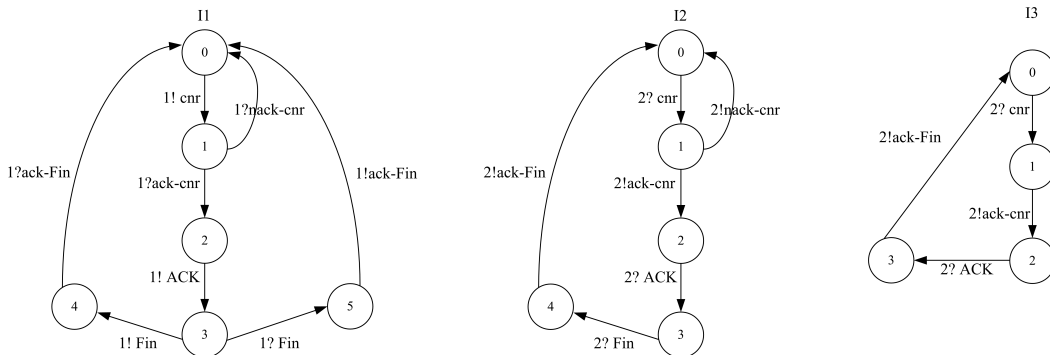 I1
0
1! cnr
1?nack-cnr
1
1?ack-Fin
1?ack-cnr
1!ack-Fin
2
1! ACK
4
5
3
1! Fin
1? Fin
I2
0
2? cnr
2!nack-cnr
1
2!ack-Fin
2!ack-cnr
2
2? ACK
4
3
2? Fin
I3
0
2? cnr
2!ack-Fin
1
2!ack-cnr
3
2
2? ACK